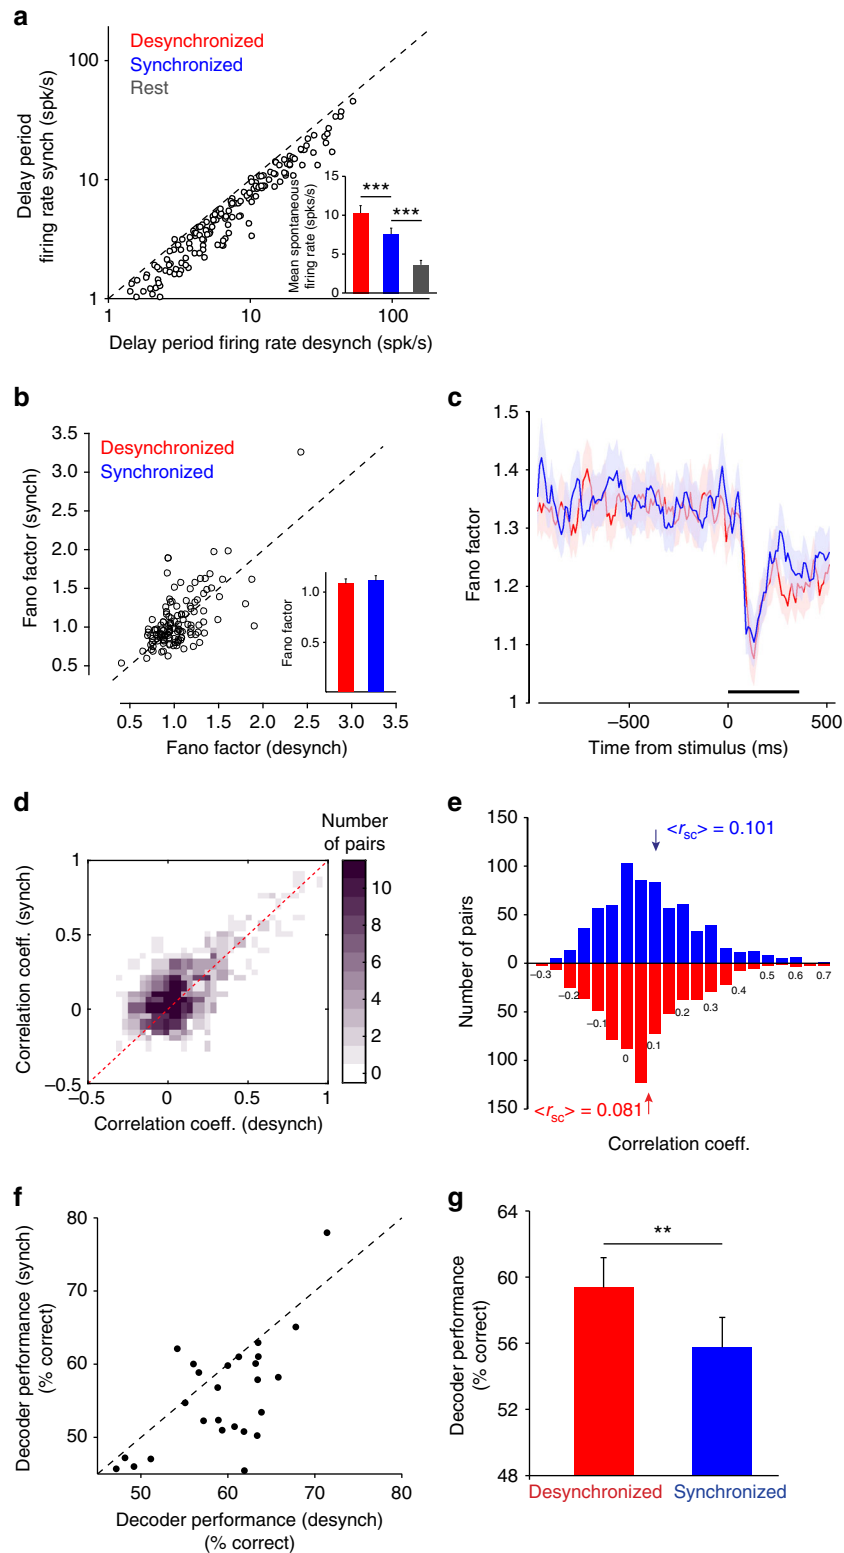 a
Desynchronized
Synchronized
Rest
Delay period
firing rate synch (spk/s)
100
10
1
1 10 100
Delay period firing rate desynch (spk/s)
Mean spontaneous
firing rate (spks/s)
15
10
5
0
***
***
b
Desynchronized
Synchronized
Fano factor (synch)
3.5
3.0
2.5
2.0
1.5
1.0
0.5
0.5 1.0 1.5 2.0 2.5 3.0 3.5
Fano factor (desynch)
Fano factor
1.0
0.5
c
Fano factor
1.5
1.4
1.3
1.2
1.1
1
−500 0 500
Time from stimulus (ms)
d
Number
of pairs
Correlation coeff. (synch)
1
0.5
0
−0.5
−0.5 0 0.5 1
Correlation coeff. (desynch)
10
8
6
4
2
0
e
<rsc> = 0.101
Number of pairs
150
100
50
0
50
100
150
−0.3
−0.2
−0.1
0
0.1
0.2
0.3
0.4
0.5
0.6
0.7
<rsc> = 0.081
Correlation coeff.
f
Decoder performance (synch)
(% correct)
80
70
60
50
50 60 70 80
Decoder performance (desynch)
(% correct)
g
Decoder performance
(% correct)
64
60
56
52
48
**
Desynchronized Synchronized